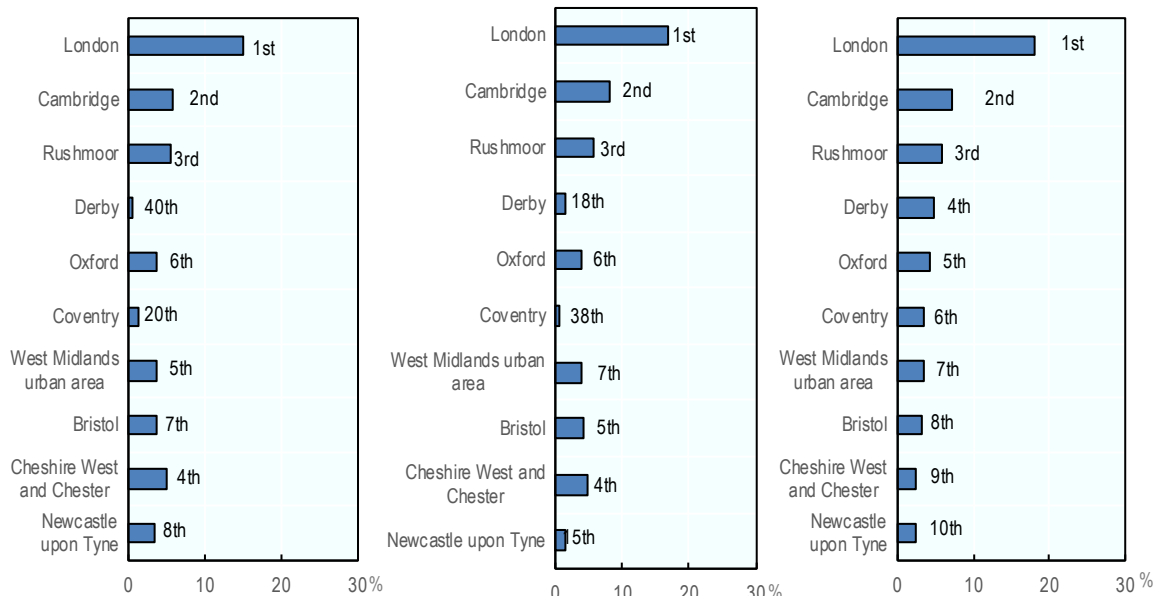 London
1st
Cambridge
2nd
Rushmoor
3rd
Derby
40th
Oxford
6th
Coventry
20th
West Midlands
urban area
5th
Bristol
7th
Cheshire West
and Chester
4th
Newcastle
upon Tyne
8th
0 10 20 30 %
London
1st
Cambridge
2nd
Rushmoor
3rd
Derby
18th
Oxford
6th
Coventry
38th
West Midlands urban
area
7th
Bristol
5th
Cheshire West and
Chester
4th
Newcastle upon Tyne
15th
0 10 20 30 %
London
1st
Cambridge
2nd
Rushmoor
3rd
Derby
4th
Oxford
5th
Coventry
6th
West Midlands
urban area
7th
Bristol
8th
Cheshire West
and Chester
9th
Newcastle
upon Tyne
10th
0 10 20 30 %